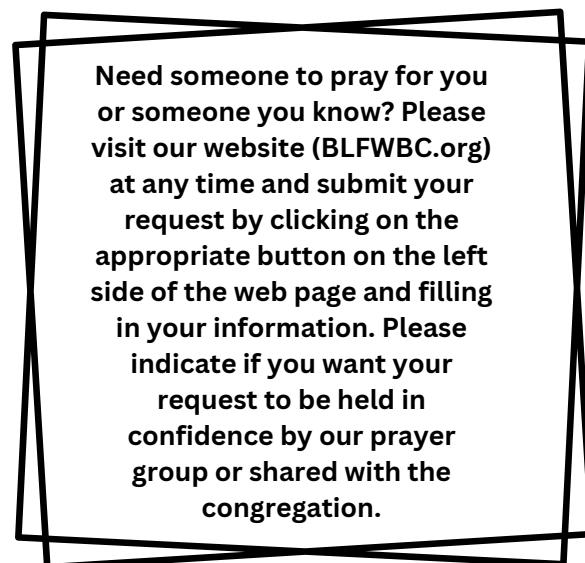 Need someone to pray for you
or someone you know? Please
visit our website (BLFWBC.org)
at any time and submit your
request by clicking on the
appropriate button on the left
side of the web page and filling
in your information. Please
indicate if you want your
request to be held in
confidence by our prayer
group or shared with the
congregation.